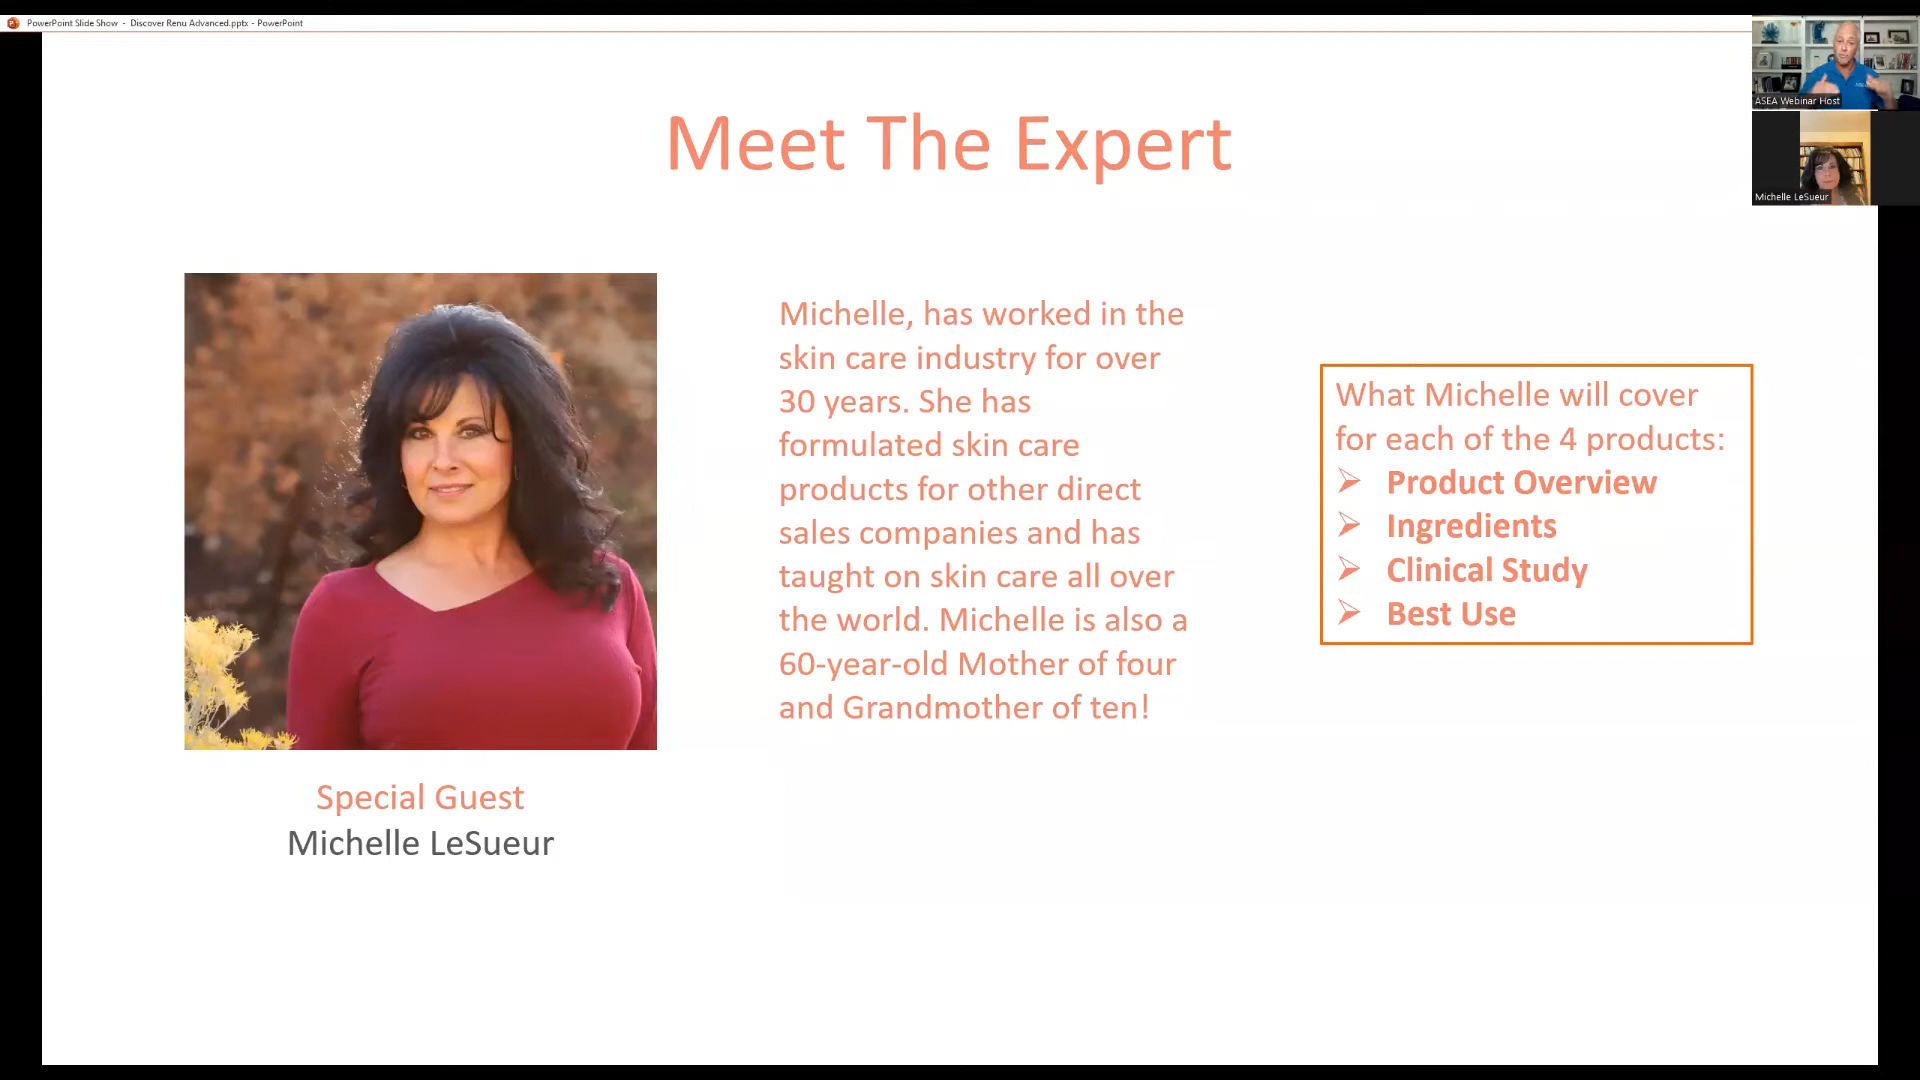 PowerPoint Slide Show - Discover Renu Advanced.pptx - PowerPoint
ASEA Webinar Host
Michelle LeSueur
Meet The Expert
Michelle, has worked in the
skin care industry for over
30 years. She has
formulated skin care
products for other direct
sales companies and has
taught on skin care all over
the world. Michelle is also a
60-year-old Mother of four
and Grandmother of ten!
What Michelle will cover
for each of the 4 products:
➢ Product Overview
➢ Ingredients
➢ Clinical Study
➢ Best Use
Special Guest
Michelle LeSueur